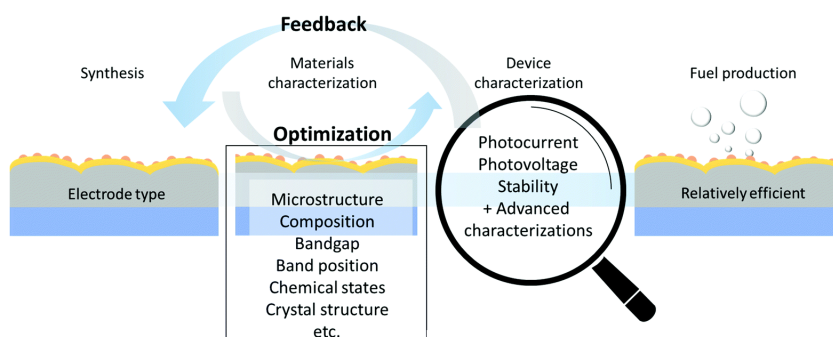 Feedback
Synthesis
Materials
characterization
Device
characterization
Fuel production
Optimization
Electrode type
Microstructure
Composition
Bandgap
Band position
Chemical states
Crystal structure
etc.
Photocurrent
Photovoltage
Stability
+ Advanced
characterizations
Relatively efficient